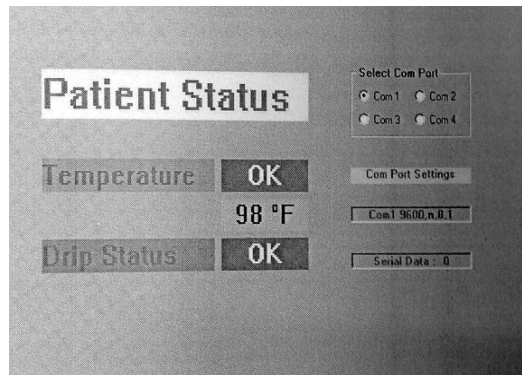 Patient Status
Select Com Port
Com 1 Com 2
Com 3 Com 4
Temperature OK
98 °F
Drip Status OK
Com Port Settings
Com1 9600,n,8,1
Serial Data : 0